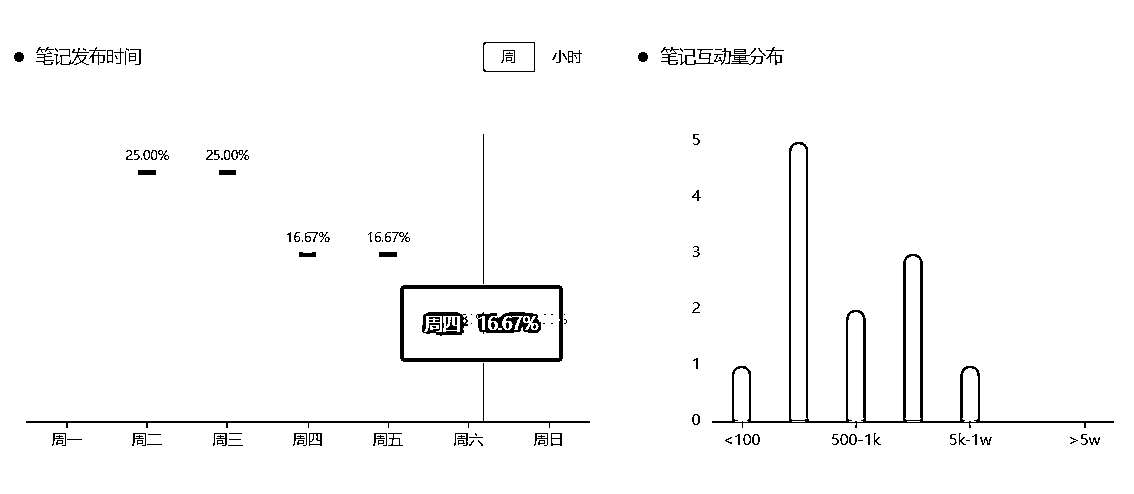 笔记发布时间
周 小时
25.00% 25.00%
16.67% 16.67%
周四 16.67%
周一 周二 周三 周四 周五 周六 周日
笔记互动量分布
5
4
3
2
1
0
<100 500-1k 5k-1w >5w